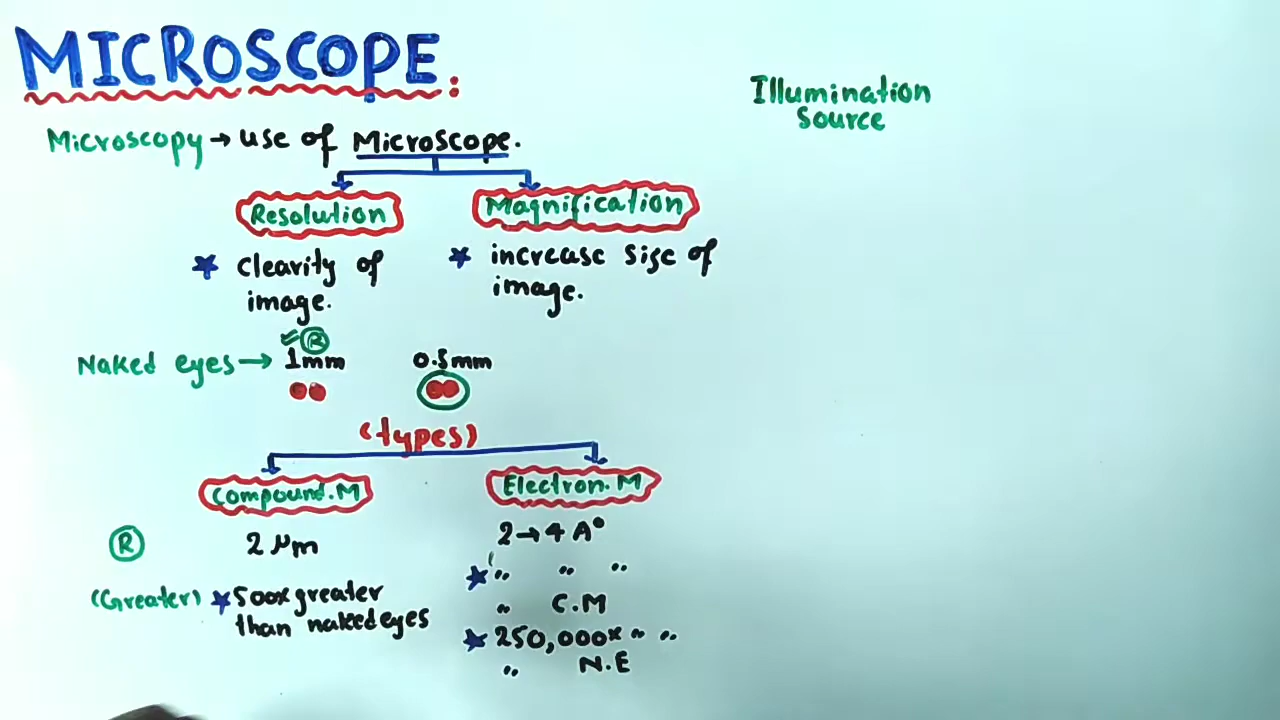 MICROSCOPE:
Microscopy → use of Microscope.
Resolution
Magnification
★ clearity of
image.
★ increase size of
image.
R
Naked eyes → 1mm
0.5mm
(types)
Compound.M
Electron.M
R
2 μm
2 → 4 A°
(Greater) ★ 500x greater
than naked eyes
★ " " "
" C.M
★ 250,000x " "
" N.E
Illumination
Source